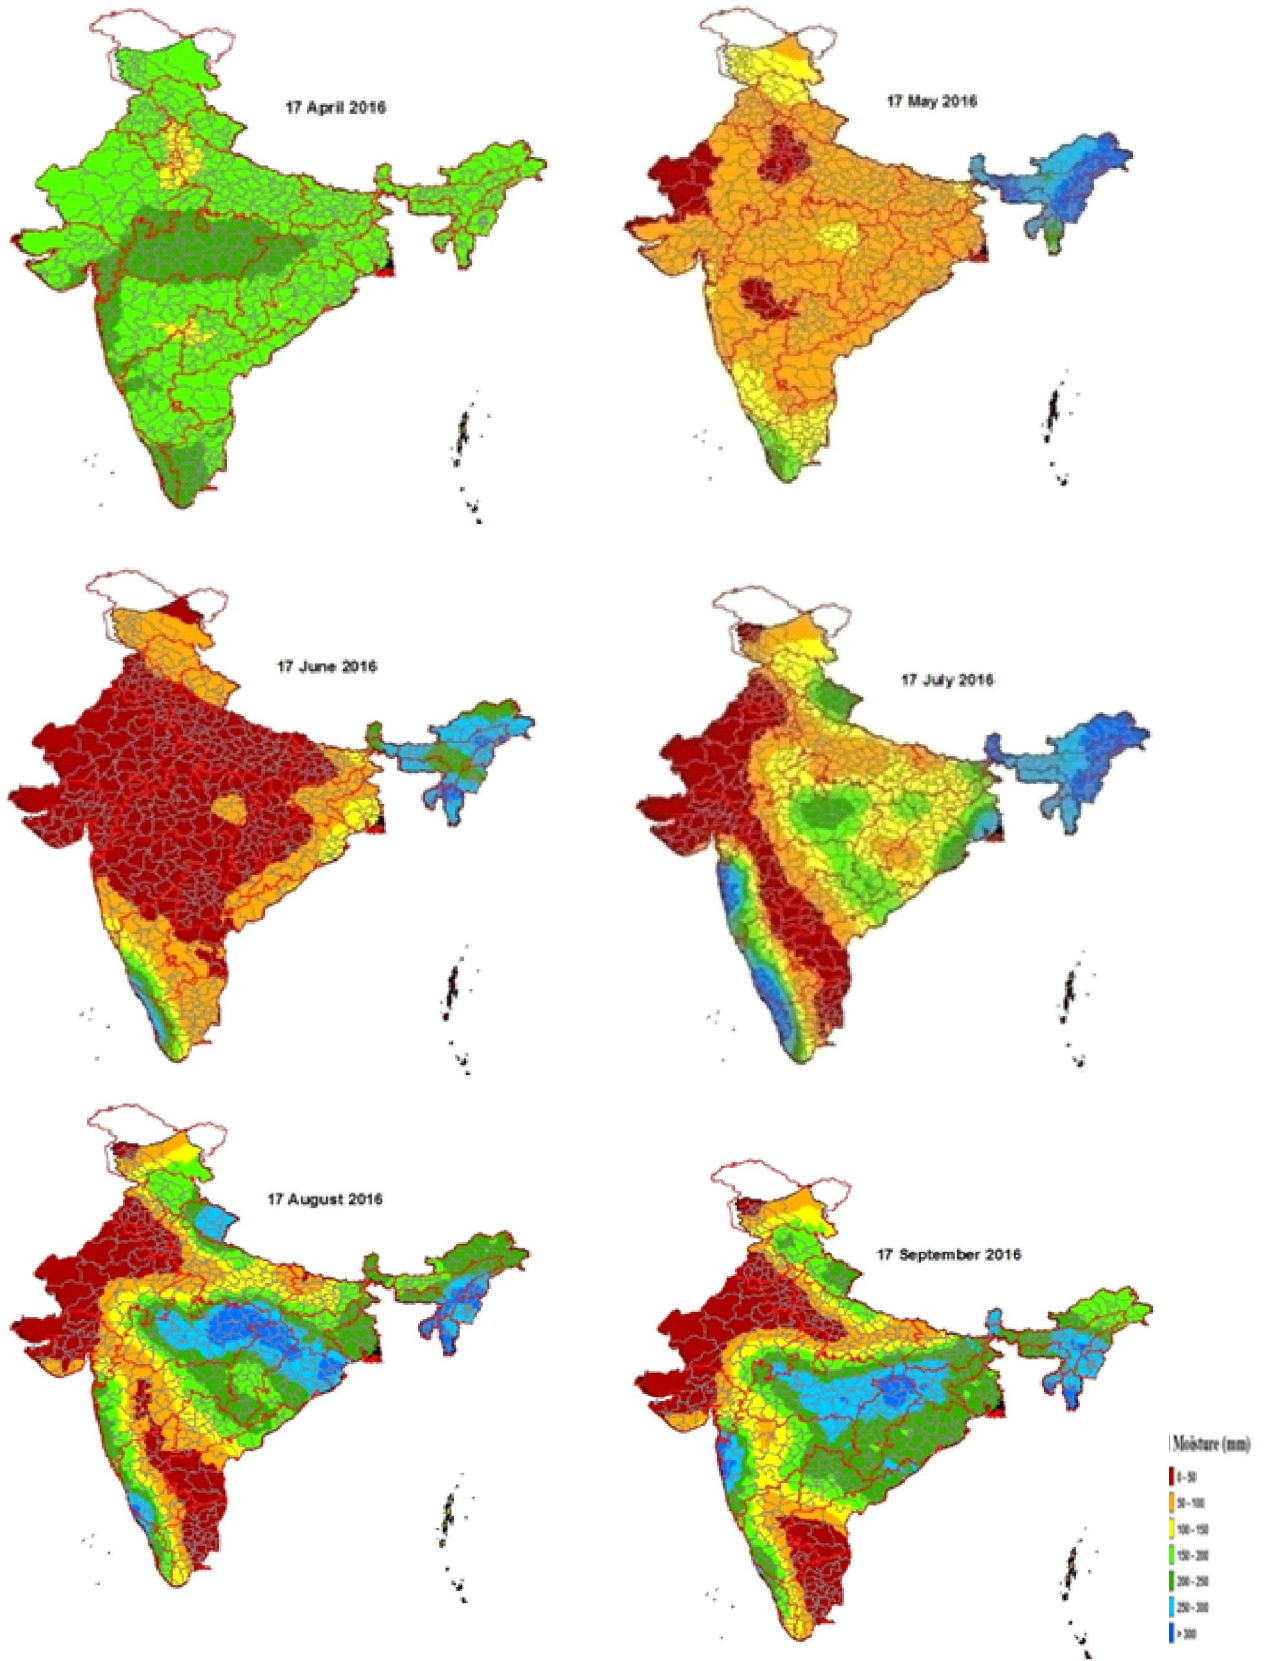 17 April 2016
17 May 2016
17 June 2016
17 July 2016
17 August 2016
17 September 2016
Moisture (mm)
0 - 50
50 - 100
100 - 150
150 - 200
200 - 250
250 - 300
> 300